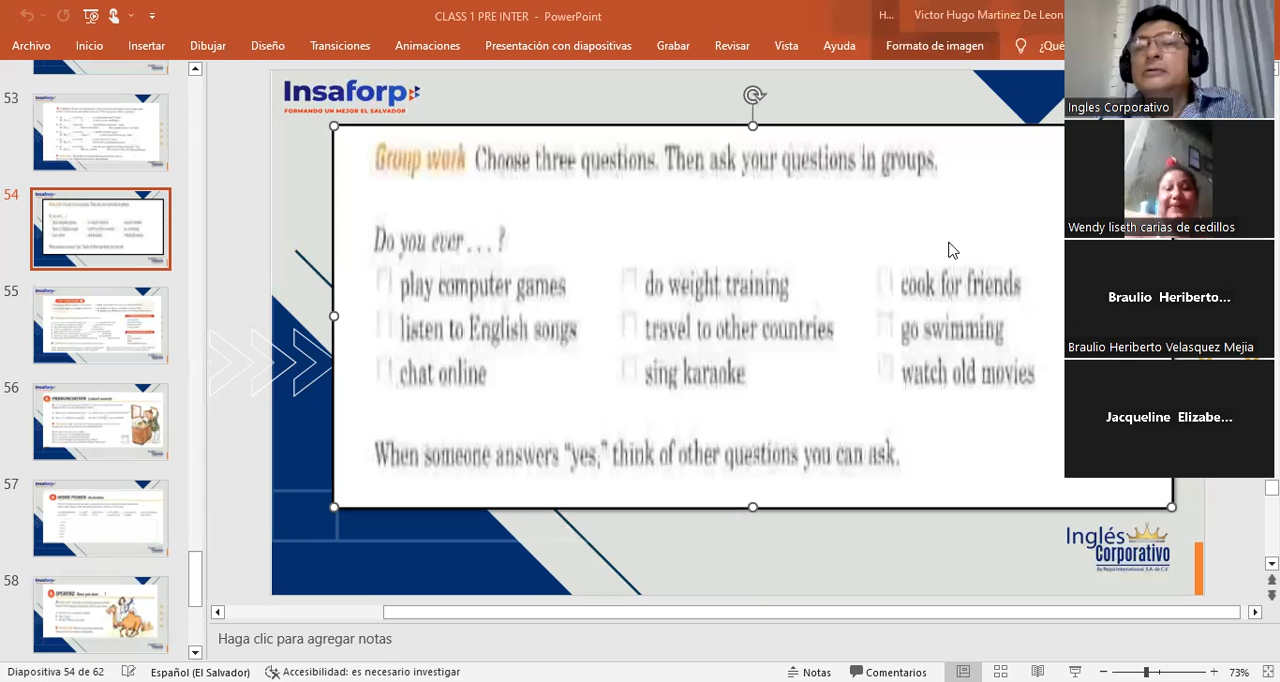 CLASS 1 PRE INTER - PowerPoint
H...
Victor Hugo Martinez De Leon
Archivo Inicio Insertar Dibujar Diseño Transiciones Animaciones Presentación con diapositivas Grabar Revisar Vista Ayuda Formato de imagen ¿Qué
53
54
55
56
57
58
Insaforp
FORMANDO UN MEJOR EL SALVADOR
Group work Choose three questions. Then ask your questions in groups.
Do you ever . . . ?
play computer games do weight training cook for friends
listen to English songs travel to other countries go swimming
chat online sing karaoke watch old movies
When someone answers “yes,” think of other questions you can ask.
Inglés
Corporativo
Ingles Corporativo
Wendy liseth carias de cedillos
Braulio Heriberto...
Braulio Heriberto Velasquez Mejia
Jacqueline Elizabe...
Haga clic para agregar notas
Diapositiva 54 de 62 Español (El Salvador) Accesibilidad: es necesario investigar Notas Comentarios 73%